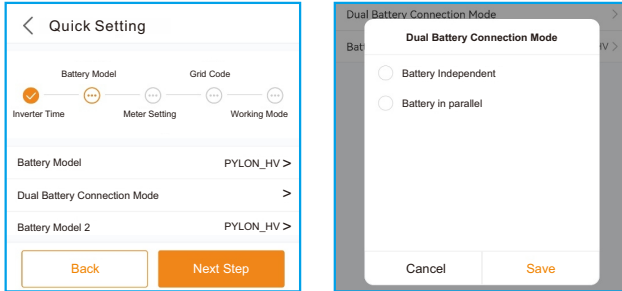 Quick Setting
Battery Model Grid Code
Inverter Time Meter Setting Working Mode
Battery Model PYLON_HV >
Dual Battery Connection Mode >
Battery Model 2 PYLON_HV >
Back Next Step
Dual Battery Connection Mode >
Dual Battery Connection Mode
Battery Independent
Battery in parallel
Cancel Save